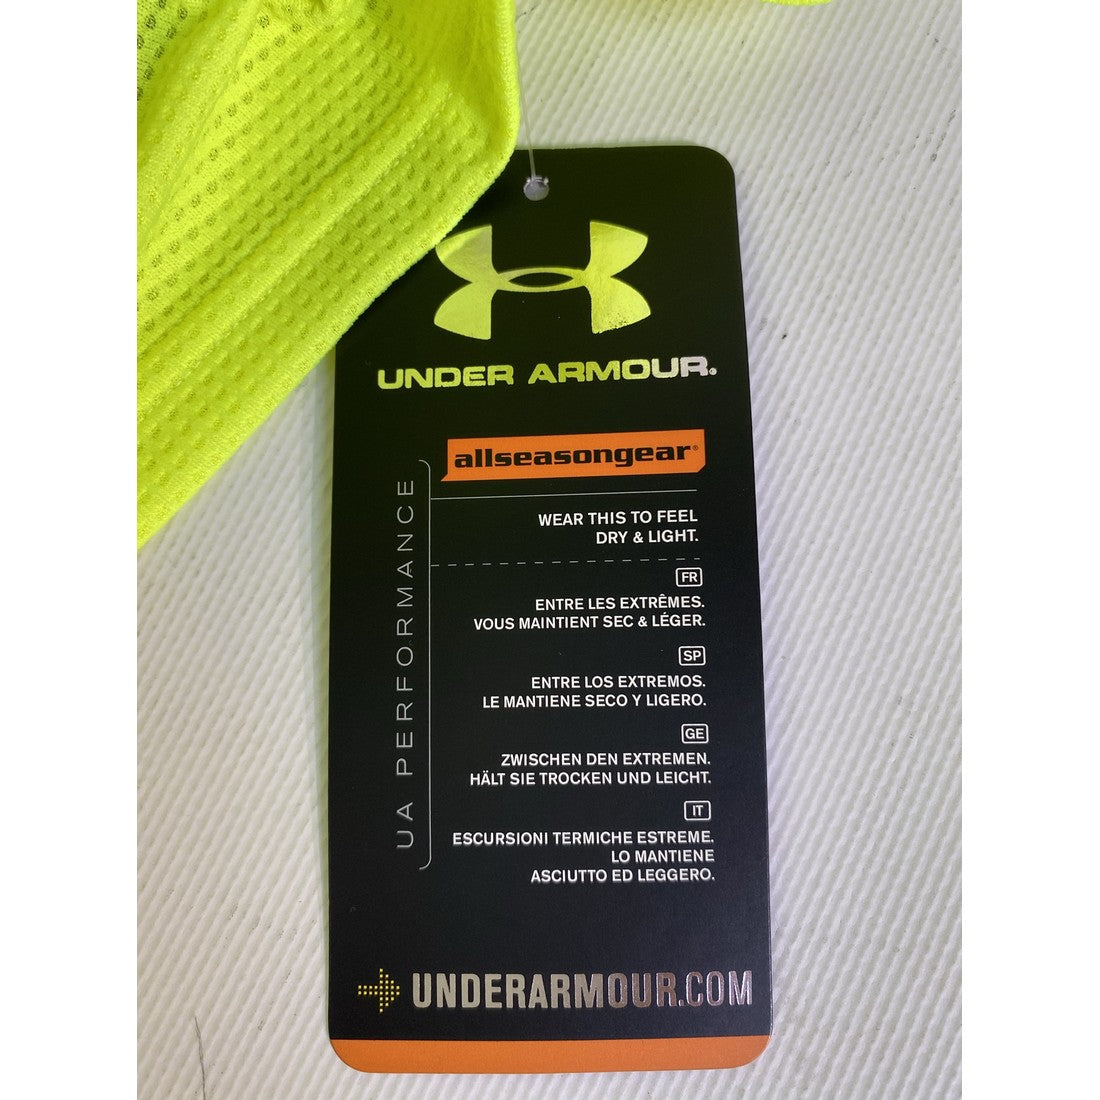 UNDER ARMOUR®
allseasongear®
UA PERFORMANCE
WEAR THIS TO FEEL
DRY & LIGHT.
FR
ENTRE LES EXTRÊMES.
VOUS MAINTIENT SEC & LÉGER.
SP
ENTRE LOS EXTREMOS.
LE MANTIENE SECO Y LIGERO.
GE
ZWISCHEN DEN EXTREMEN.
HÄLT SIE TROCKEN UND LEICHT.
IT
ESCURSIONI TERMICHE ESTREME.
LO MANTIENE
ASCIUTTO ED LEGGERO.
UNDERARMOUR.COM